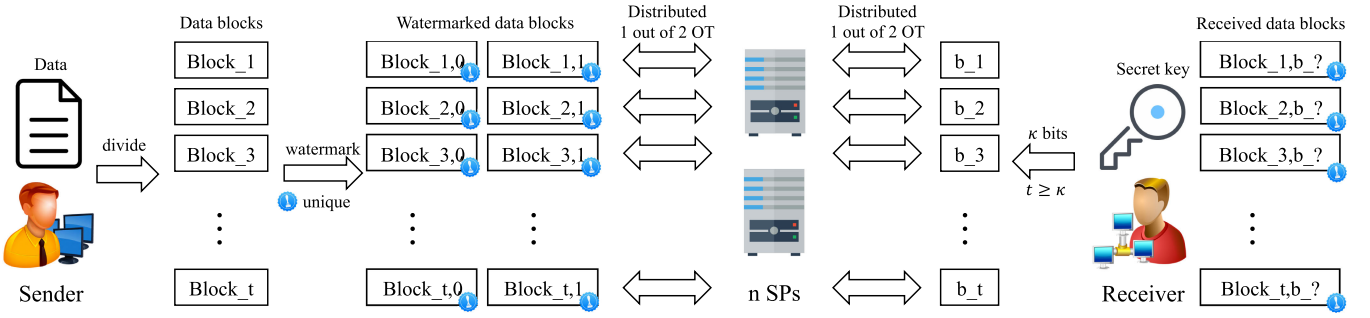 Data
Sender
divide
Data blocks
Block_1
Block_2
Block_3
Block_t
watermark
unique
Watermarked data blocks
Block_1,0 Block_1,1
Block_2,0 Block_2,1
Block_3,0 Block_3,1
Block_t,0 Block_t,1
Distributed
1 out of 2 OT
n SPs
Distributed
1 out of 2 OT
b_1
b_2
b_3
b_t
κ bits
t ≥ κ
Secret key
Receiver
Received data blocks
Block_1,b_?
Block_2,b_?
Block_3,b_?
Block_t,b_?